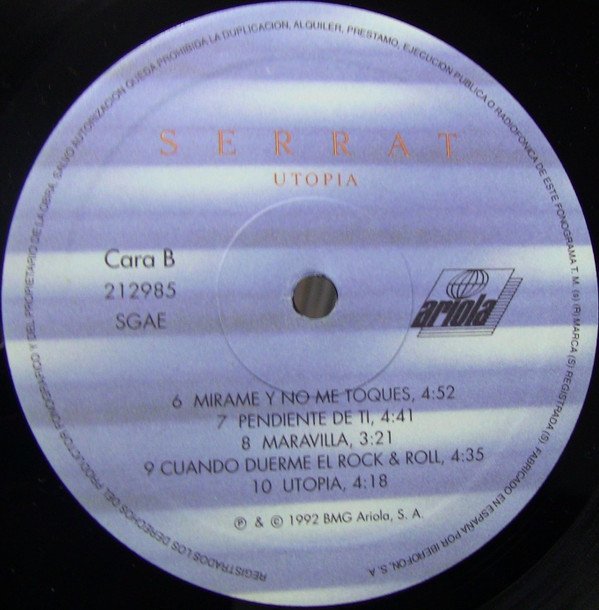 REGISTRADOS LOS DERECHOS DEL PRODUCTOR FONOGRAFICO Y DEL PROPRIETARIO DE LA OBRA. SALVO AUTORIZACIÓN QUEDA PROHIBIDA LA DUPLICACION, ALQUILER, PRESTAMO, EJECUCION PUBLICA O RADIOFONICA DE ESTE FONOGRAMA T. M. (s) (R) MARCA (S) REGISTRADA (S). FABRICADO EN ESPAÑA POR IBEROFON, S. A.
SERRAT
UTOPIA
Cara B
212985
SGAE
ariola
6 MIRAME Y NO ME TOQUES, 4:52
7 PENDIENTE DE TI, 4:41
8 MARAVILLA, 3:21
9 CUANDO DUERME EL ROCK & ROLL, 4:35
10 UTOPIA, 4:18
℗ & © 1992 BMG Ariola, S. A.